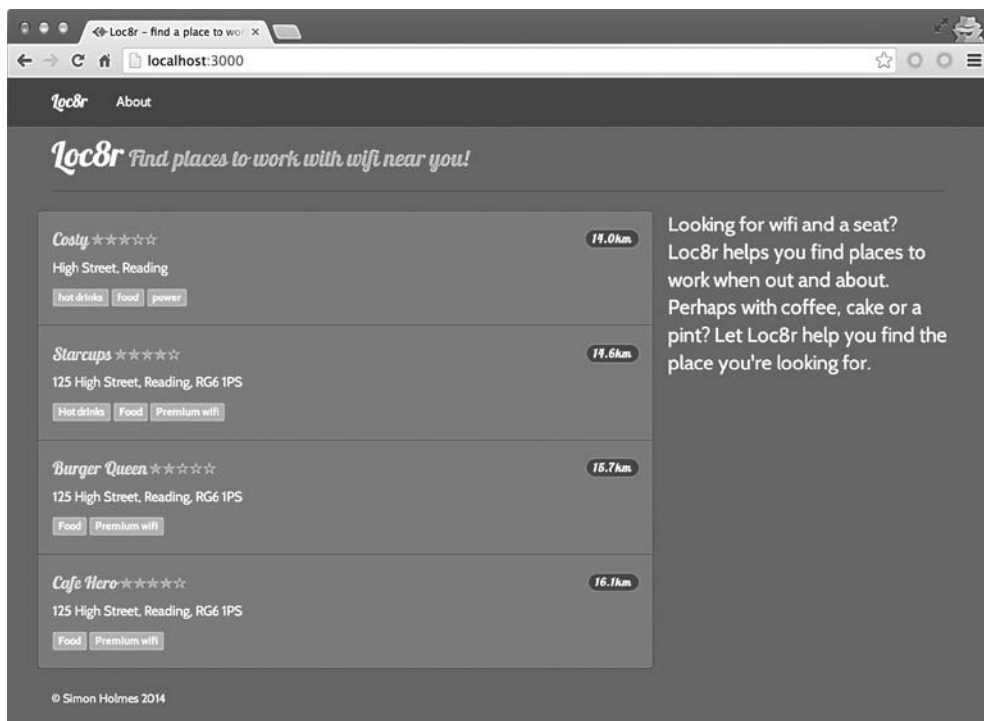 Loc8r - find a place to wor
localhost:3000
Loc8r About
Loc8r Find places to work with wifi near you!
Costy
14.0km
High Street, Reading
hot drinks food power
Starcups
14.6km
125 High Street, Reading, RG6 1PS
Hot drinks Food Premium wifi
Burger Queen
15.7km
125 High Street, Reading, RG6 1PS
Food Premium wifi
Cafe Hero
16.1km
125 High Street, Reading, RG6 1PS
Food Premium wifi
Looking for wifi and a seat?
Loc8r helps you find places to
work when out and about.
Perhaps with coffee, cake or a
pint? Let Loc8r help you find the
place you're looking for.
© Simon Holmes 2014